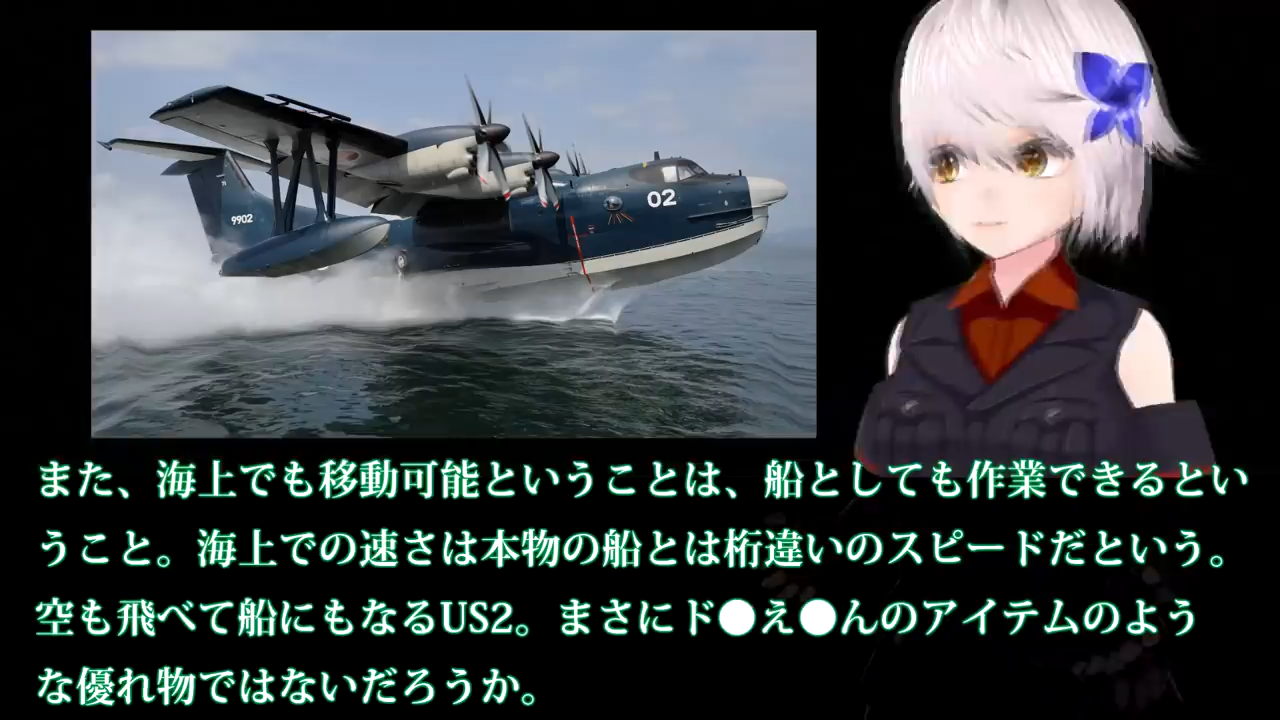 02
9902
また、海上でも移動可能ということは、船としても作業できるとい
うこと。海上での速さは本物の船とは桁違いのスピードだという。
空も飛べて船にもなるUS2。まさにド●え●んのアイテムのよう
な優れ物ではないだろうか。